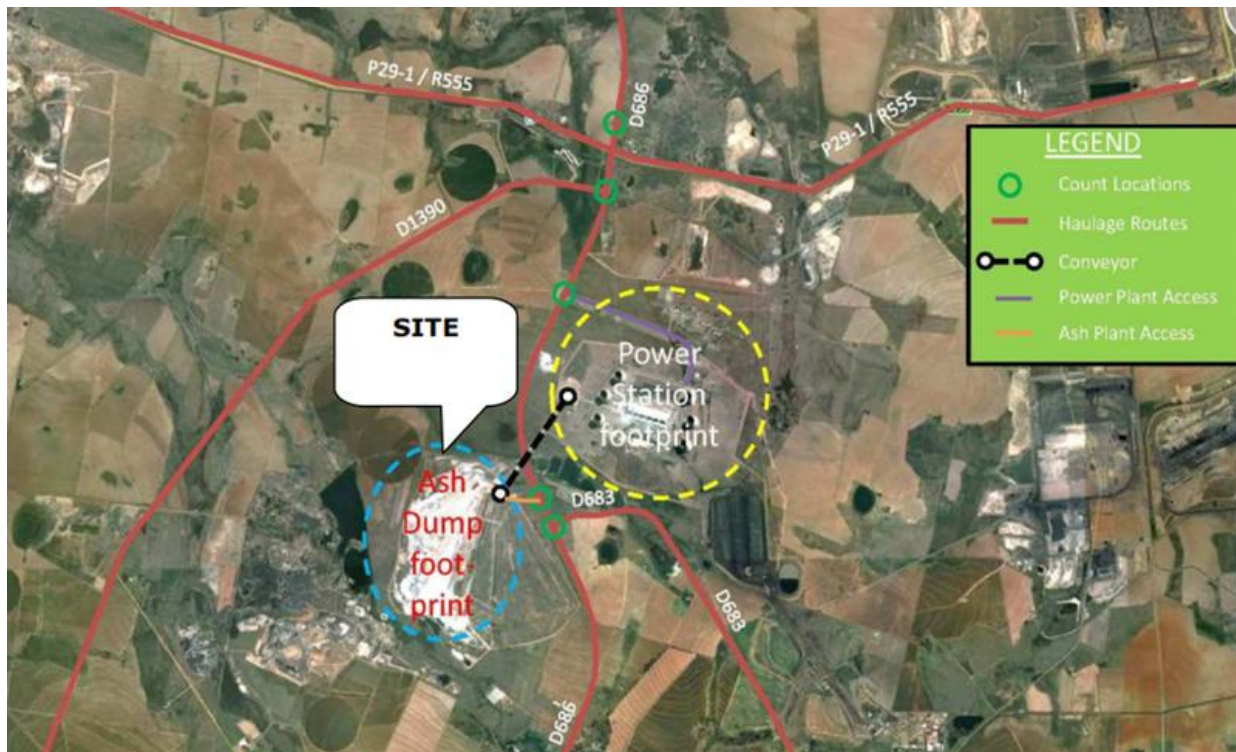 P29-1 / R555
D686
P29-1 / R555
LEGEND
Count Locations
Haulage Routes
Conveyor
Power Plant Access
Ash Plant Access
D1390
SITE
Power
Station
footprint
Ash
Dump
foot-
print
D683
D683
D686